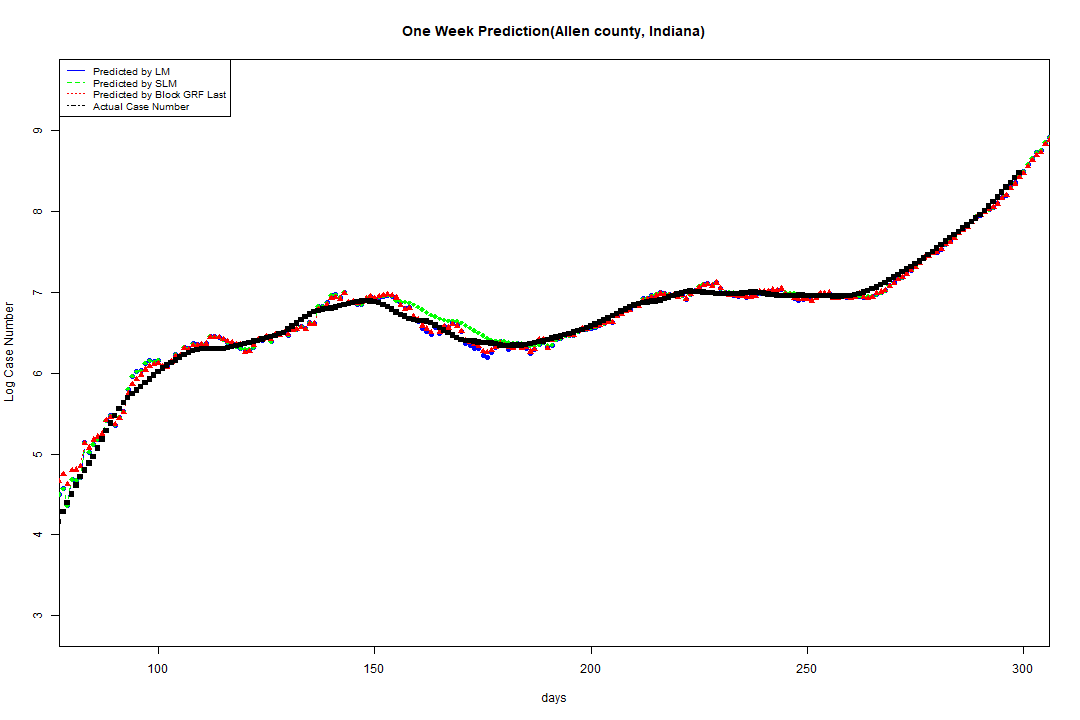 One Week Prediction(Allen county, Indiana)
Predicted by LM
Predicted by SLM
Predicted by Block GRF Last
Actual Case Number
9
8
7
6
5
4
3
Log Case Number
100 150 200 250 300
days